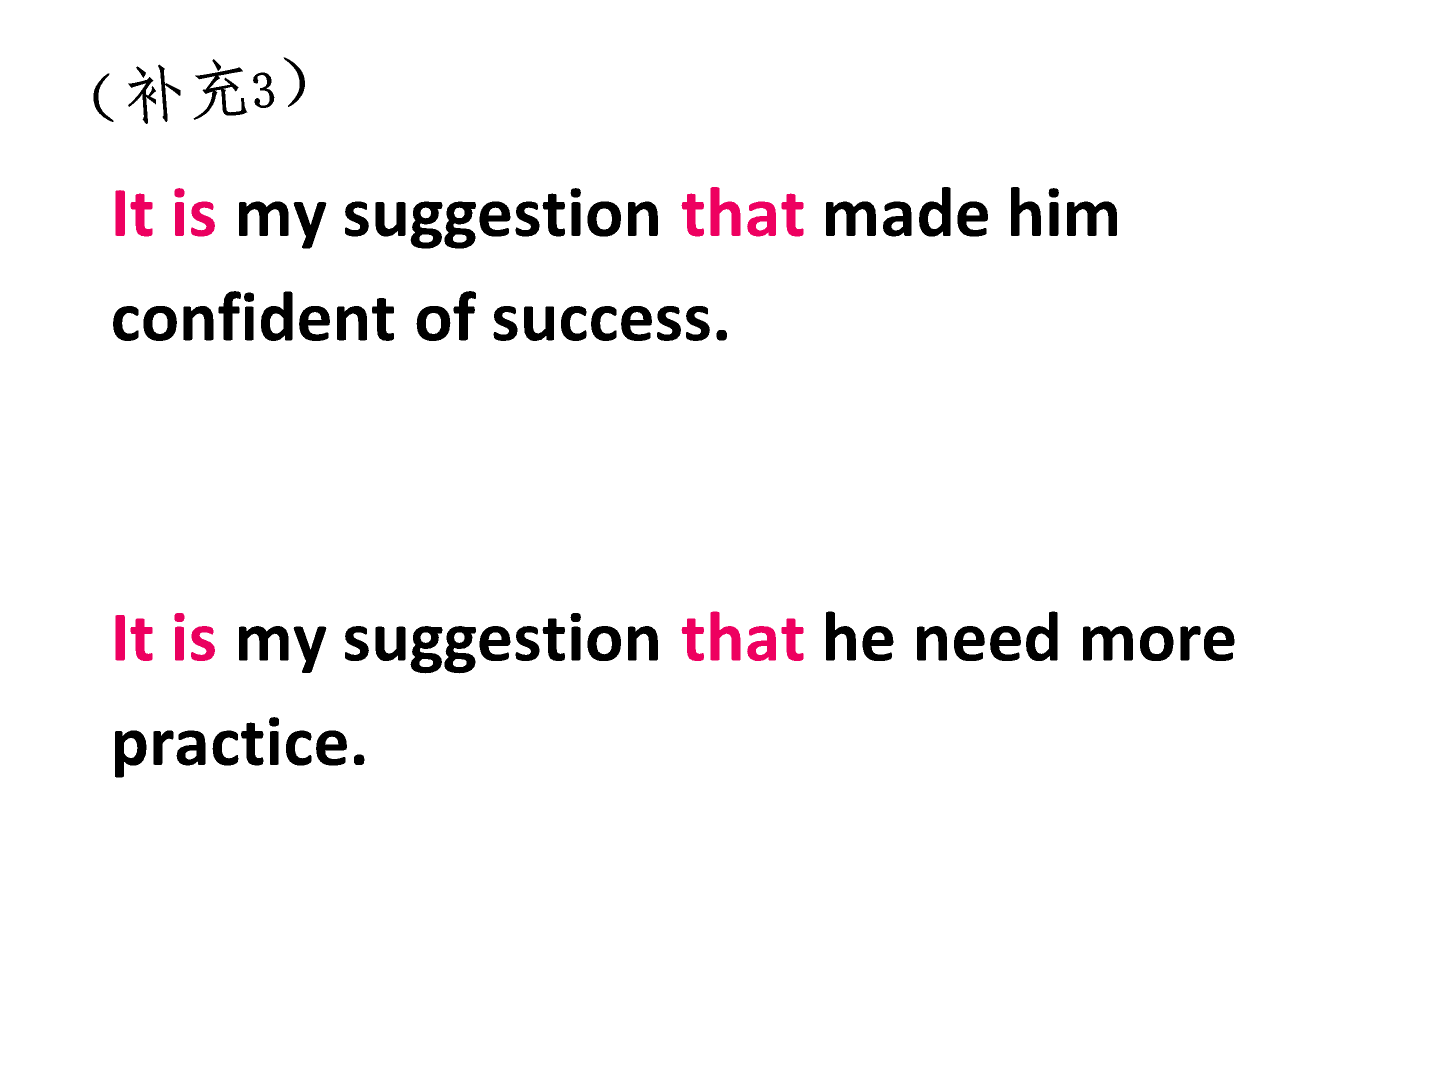 （补充3）
It is my suggestion that made him
confident of success.
It is my suggestion that he need more
practice.